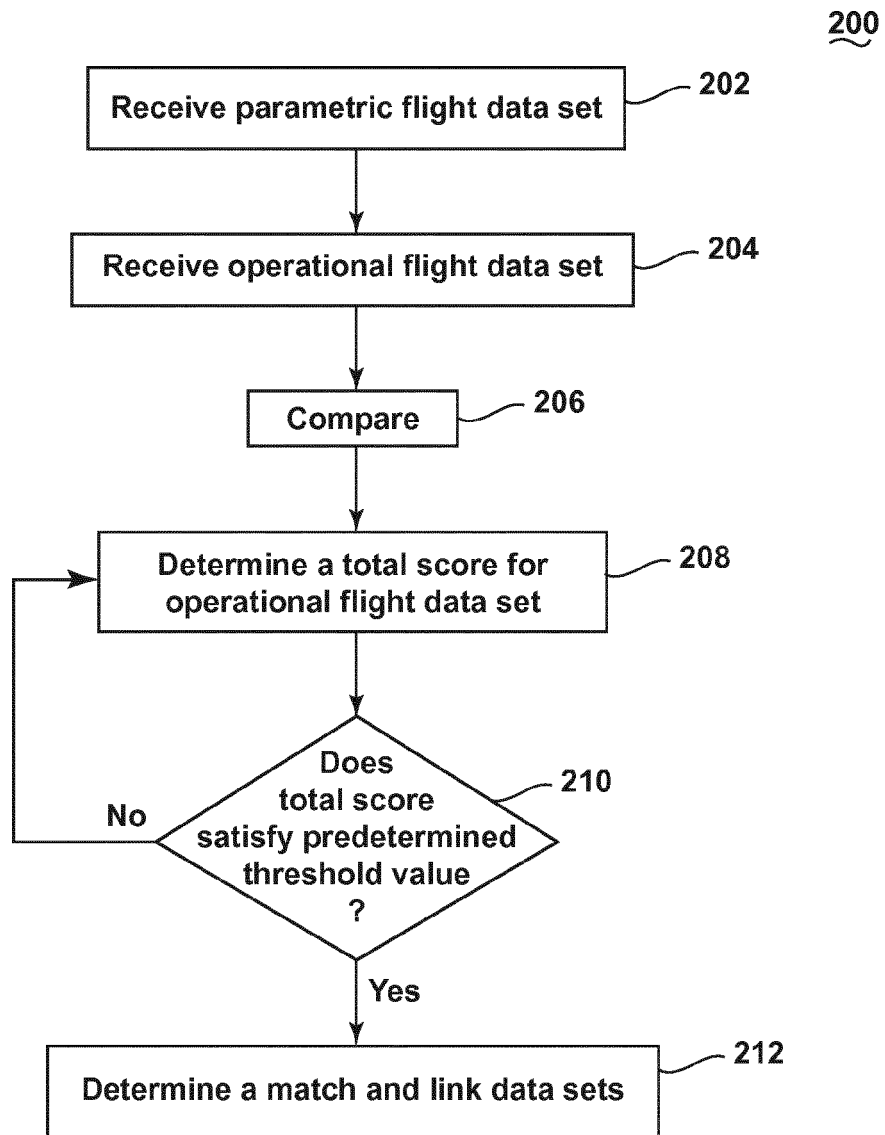 200
Receive parametric flight data set
202
Receive operational flight data set
204
Compare
206
Determine a total score for
operational flight data set
208
Does
total score
satisfy predetermined
threshold value
?
210
No
Yes
Determine a match and link data sets
212